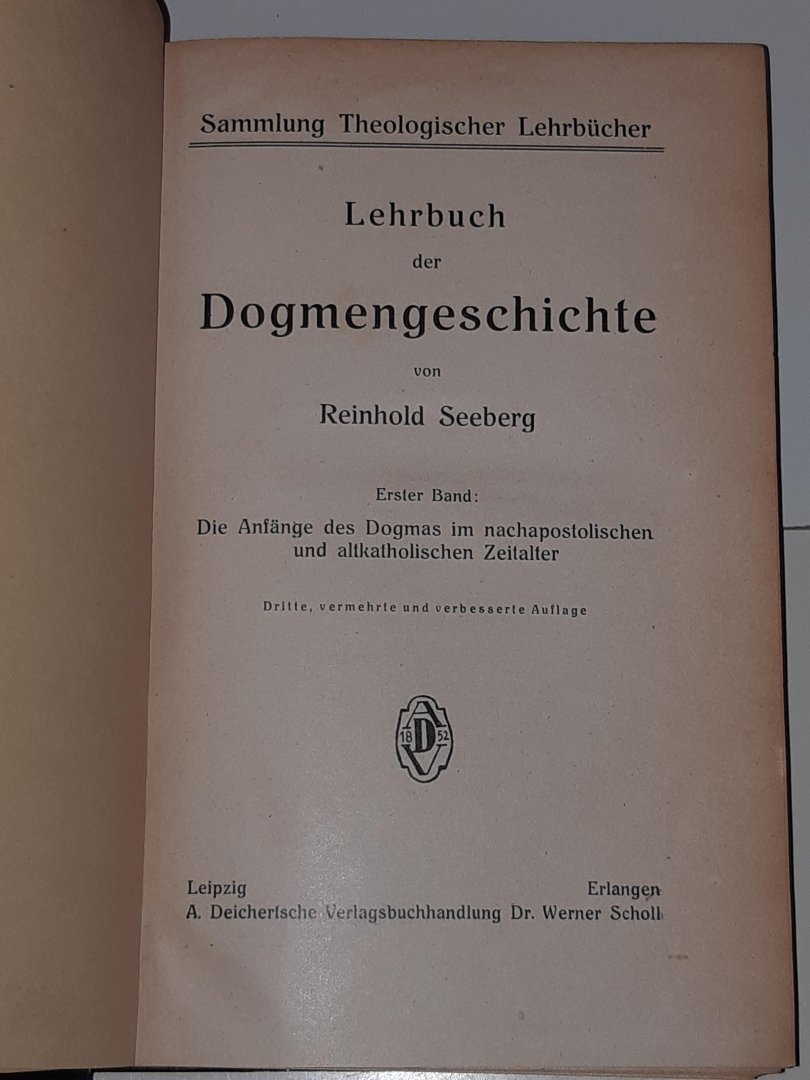 Sammlung Theologischer Lehrbücher
Lehrbuch
der
Dogmengeschichte
von
Reinhold Seeberg
Erster Band:
Die Anfänge des Dogmas im nachapostolischen
und altkatholischen Zeitalter
Dritte, vermehrte und verbesserte Auflage
A
18 D 52
V
Leipzig Erlangen
A. Deichertsche Verlagsbuchhandlung Dr. Werner Scholl